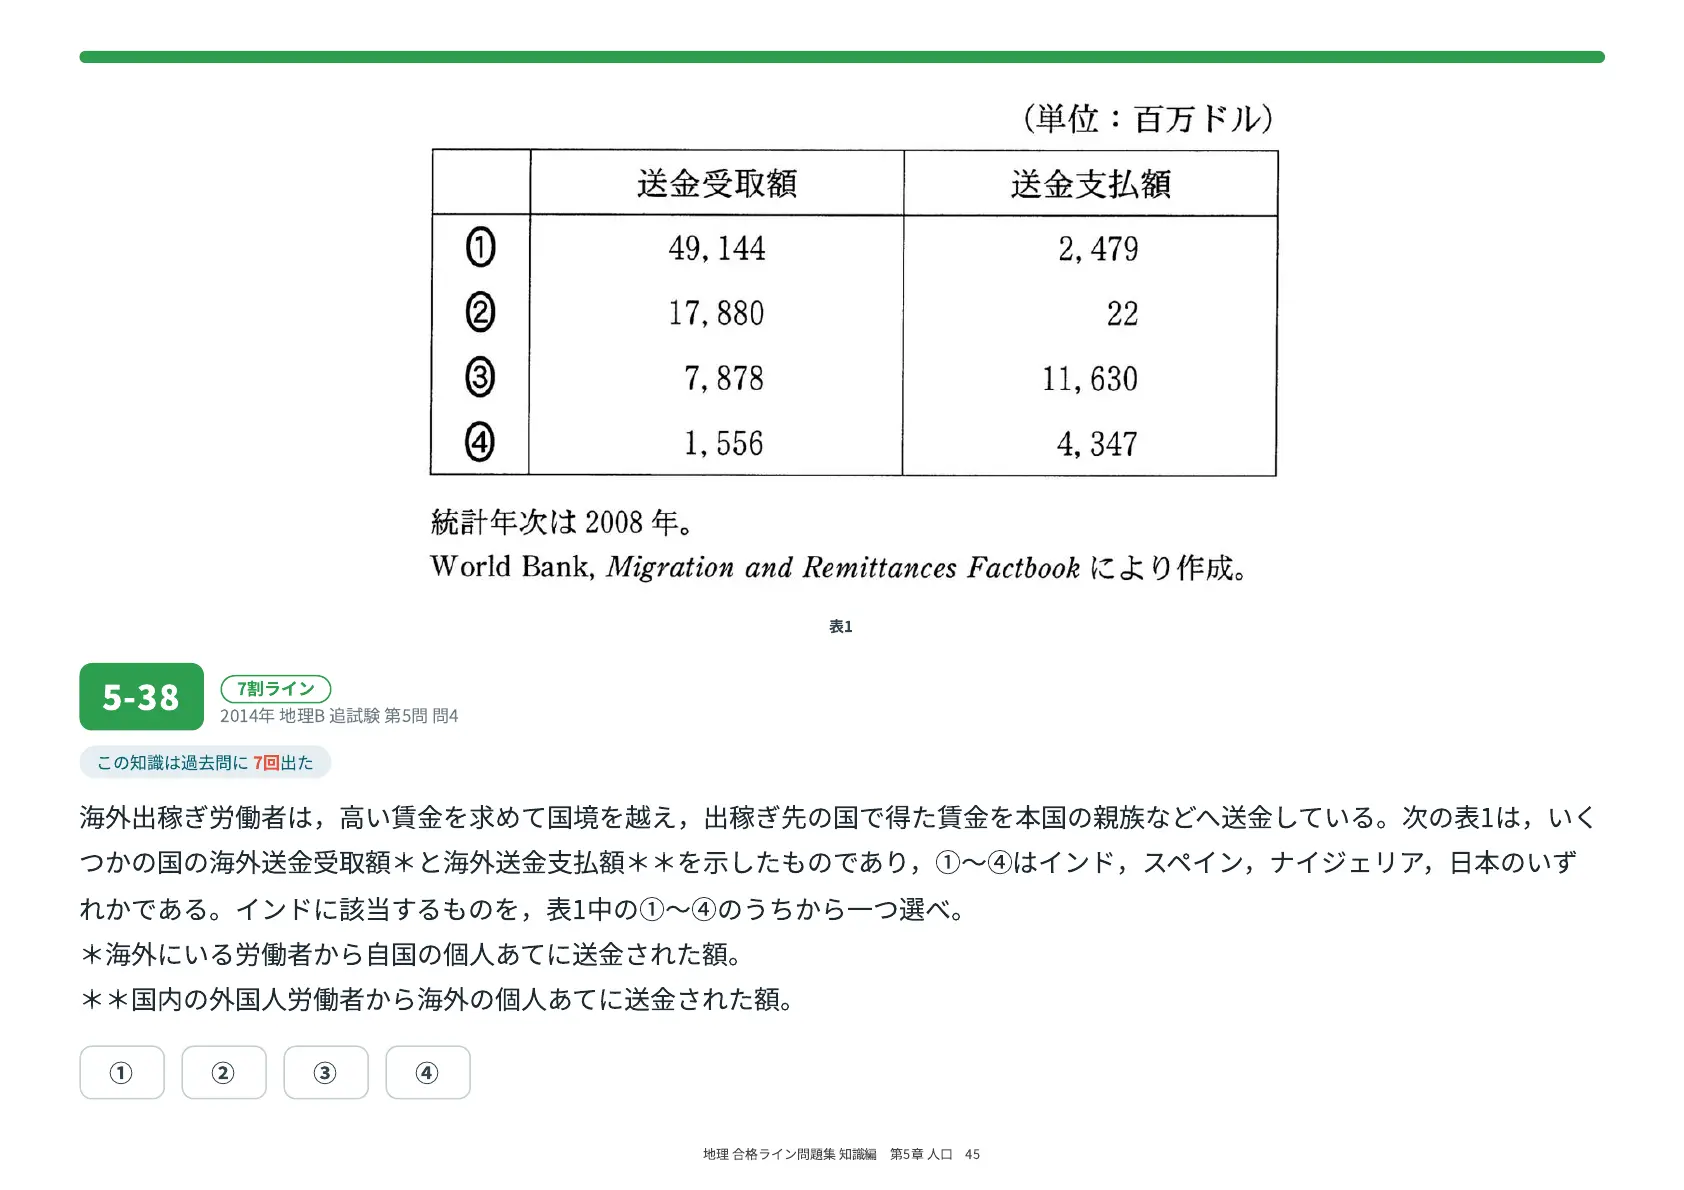 (単位：百万ドル)
送金受取額 送金支払額
① 49,144 2,479
② 17,880 22
③ 7,878 11,630
④ 1,556 4,347
統計年次は 2008 年。
World Bank, Migration and Remittances Factbook により作成。
表1
5-38
7割ライン
2014年 地理B 追試験 第5問 問4
この知識は過去問に 7回出た
海外出稼ぎ労働者は，高い賃金を求めて国境を越え，出稼ぎ先の国で得た賃金を本国の親族などへ送金している。次の表1は，いく
つかの国の海外送金受取額＊と海外送金支払額＊＊を示したものであり，①～④はインド，スペイン，ナイジェリア，日本のいず
れかである。インドに該当するものを，表1中の①～④のうちから一つ選べ。
＊海外にいる労働者から自国の個人あてに送金された額。
＊＊国内の外国人労働者から海外の個人あてに送金された額。
① ② ③ ④
地理 合格ライン問題集 知識編 第5章 人口 45